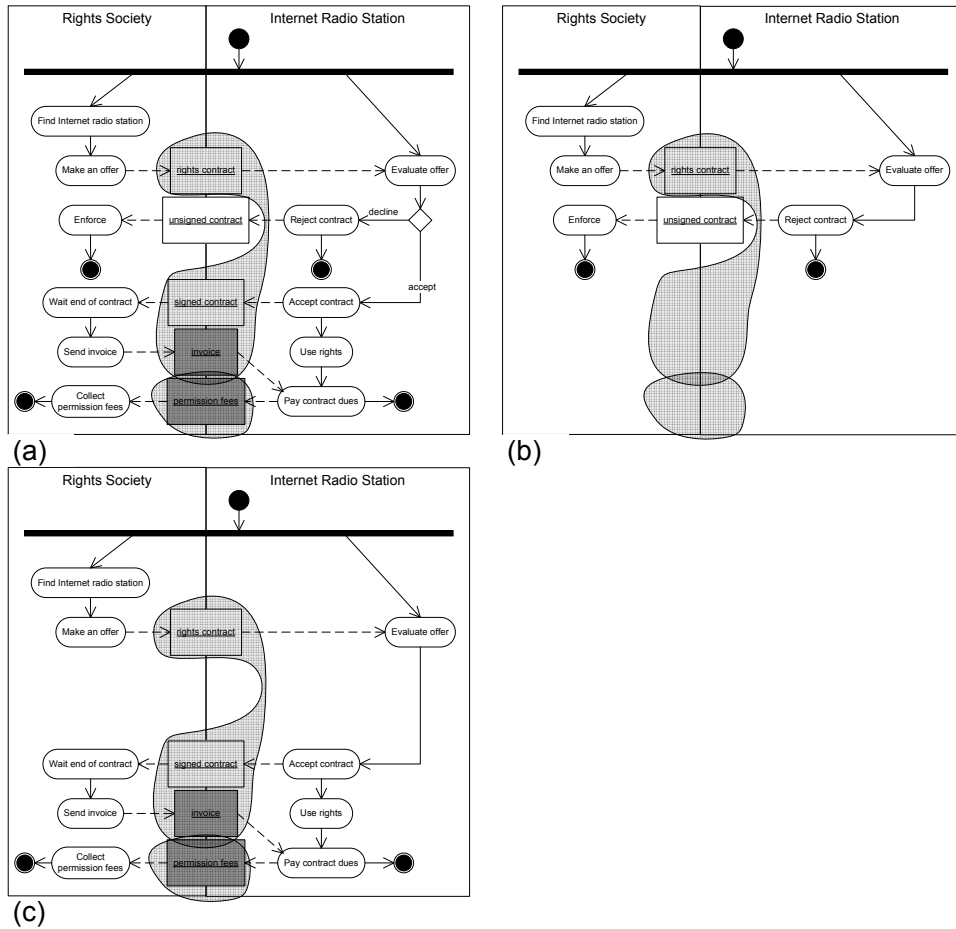 Rights Society
Internet Radio Station
Find Internet radio station
Make an offer
rights contract
Evaluate offer
Enforce
unsigned contract
Reject contract
decline
accept
Wait end of contract
signed contract
Accept contract
Send invoice
invoice
Use rights
Collect
permission fees
permission fees
Pay contract dues
(a)
Rights Society
Internet Radio Station
Find Internet radio station
Make an offer
rights contract
Evaluate offer
Enforce
unsigned contract
Reject contract
(b)
Rights Society
Internet Radio Station
Find Internet radio station
Make an offer
rights contract
Evaluate offer
Wait end of contract
signed contract
Accept contract
Send invoice
invoice
Use rights
Collect
permission fees
permission fees
Pay contract dues
(c)